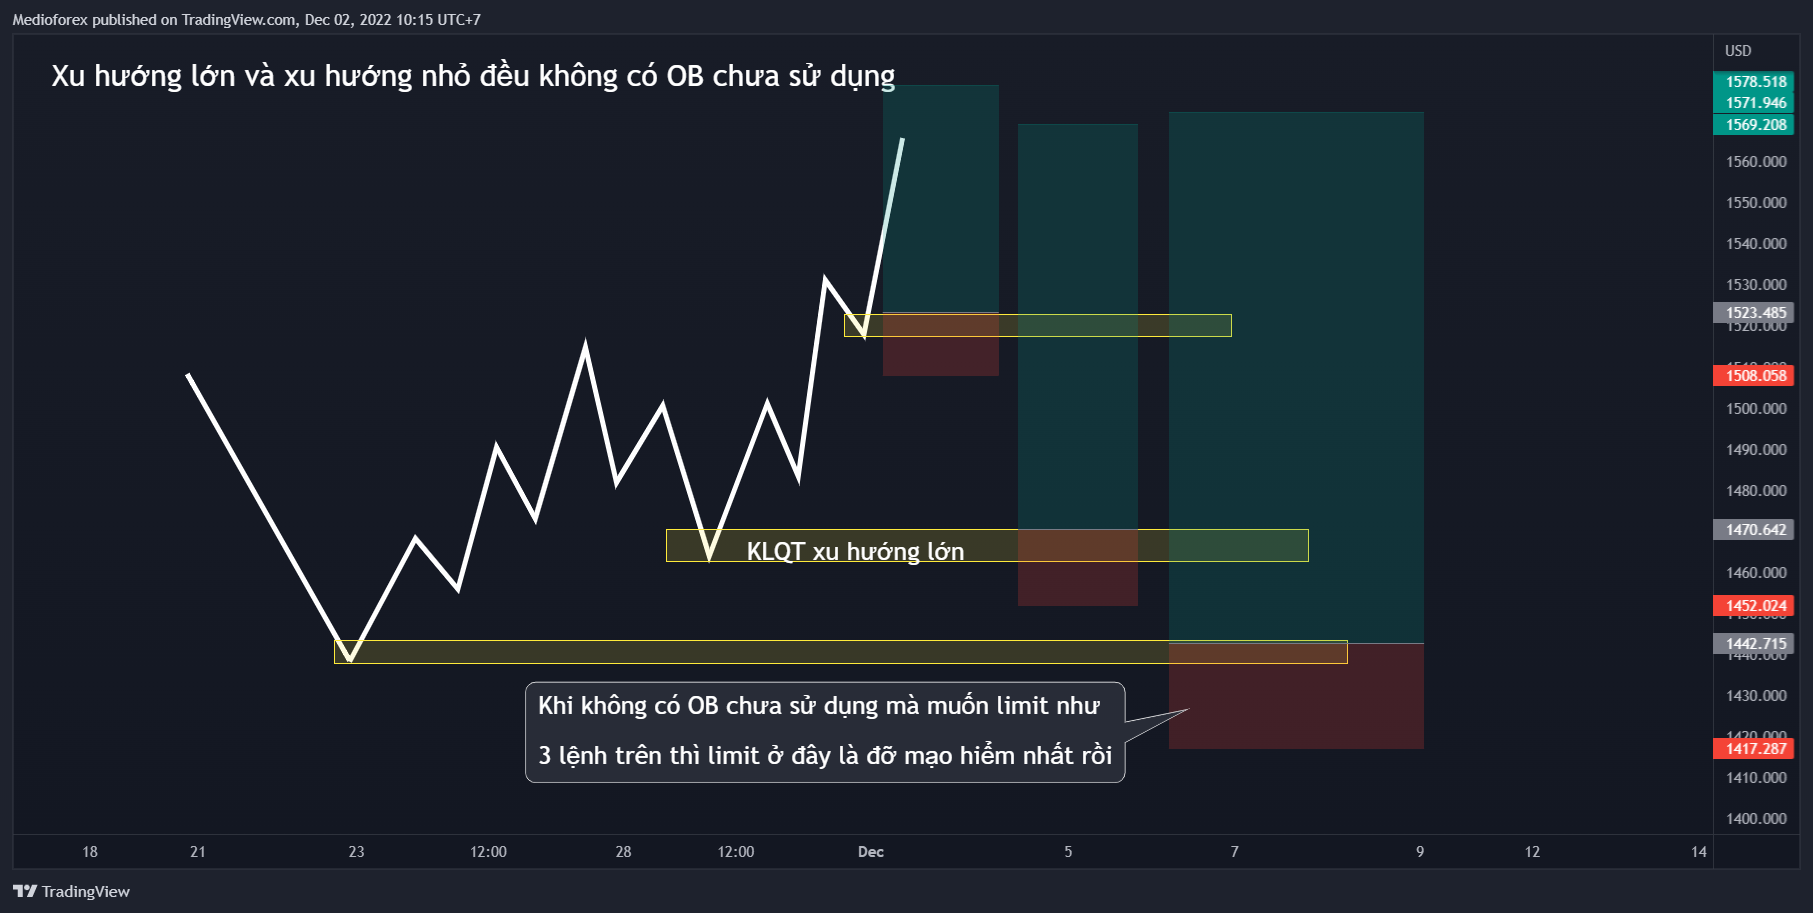 Medioforex published on TradingView.com, Dec 02, 2022 10:15 UTC+7
Xu hướng lớn và xu hướng nhỏ đều không có OB chưa sử dụng
USD
1578.518
1571.946
1569.208
1560.000
1550.000
1540.000
1530.000
1523.485
1520.000
1508.058
1500.000
1490.000
1480.000
1470.642
KLQT xu hướng lớn
1460.000
1452.024
1442.715
1440.000
1430.000
Khi không có OB chưa sử dụng mà muốn limit như
3 lệnh trên thì limit ở đây là đỡ mạo hiểm nhất rồi
1420.000
1417.287
1410.000
1400.000
18 21 23 12:00 28 12:00 Dec 5 7 9 12 14
TradingView